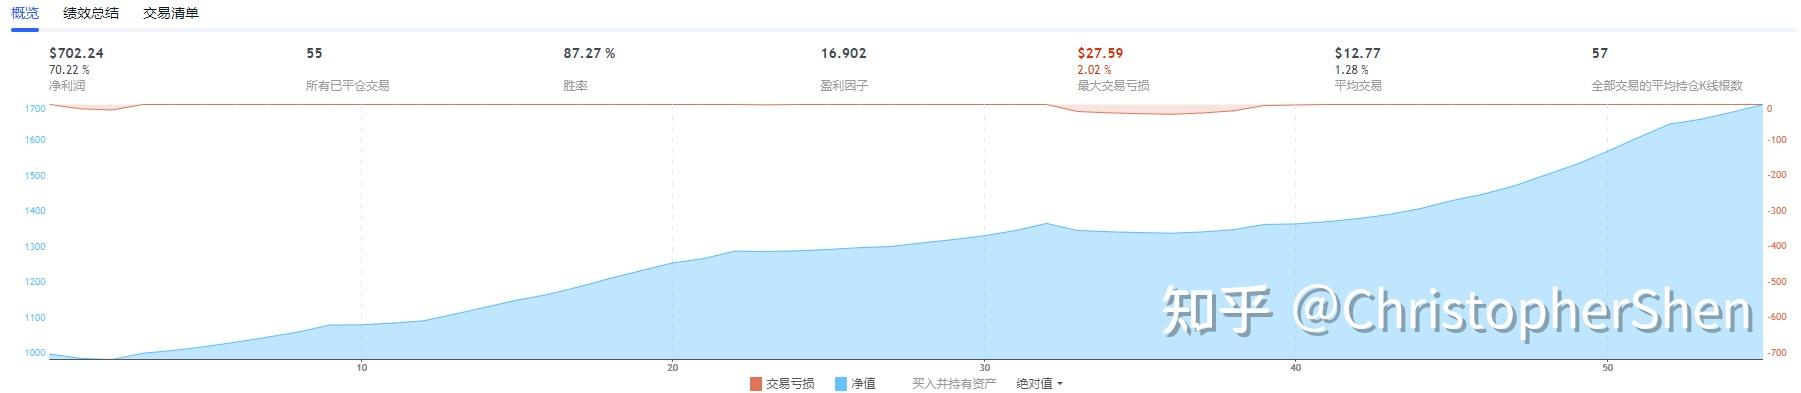 概览 绩效总结 交易清单
$702.24 55 87.27 % 16.902 $27.59 $12.77 57
70.22 % 2.02 % 1.28 %
净利润 所有已平仓交易 胜率 盈利因子 最大交易亏损 平均交易 全部交易的平均持仓K线根数
1700 0
1600 -100
1500 -200
1400 -300
1300 -400
1200 -500
1100 -600
1000 -700
知乎 @ChristopherShen
10 20 30 40 50
交易亏损 净值 买入并持有资产 绝对值